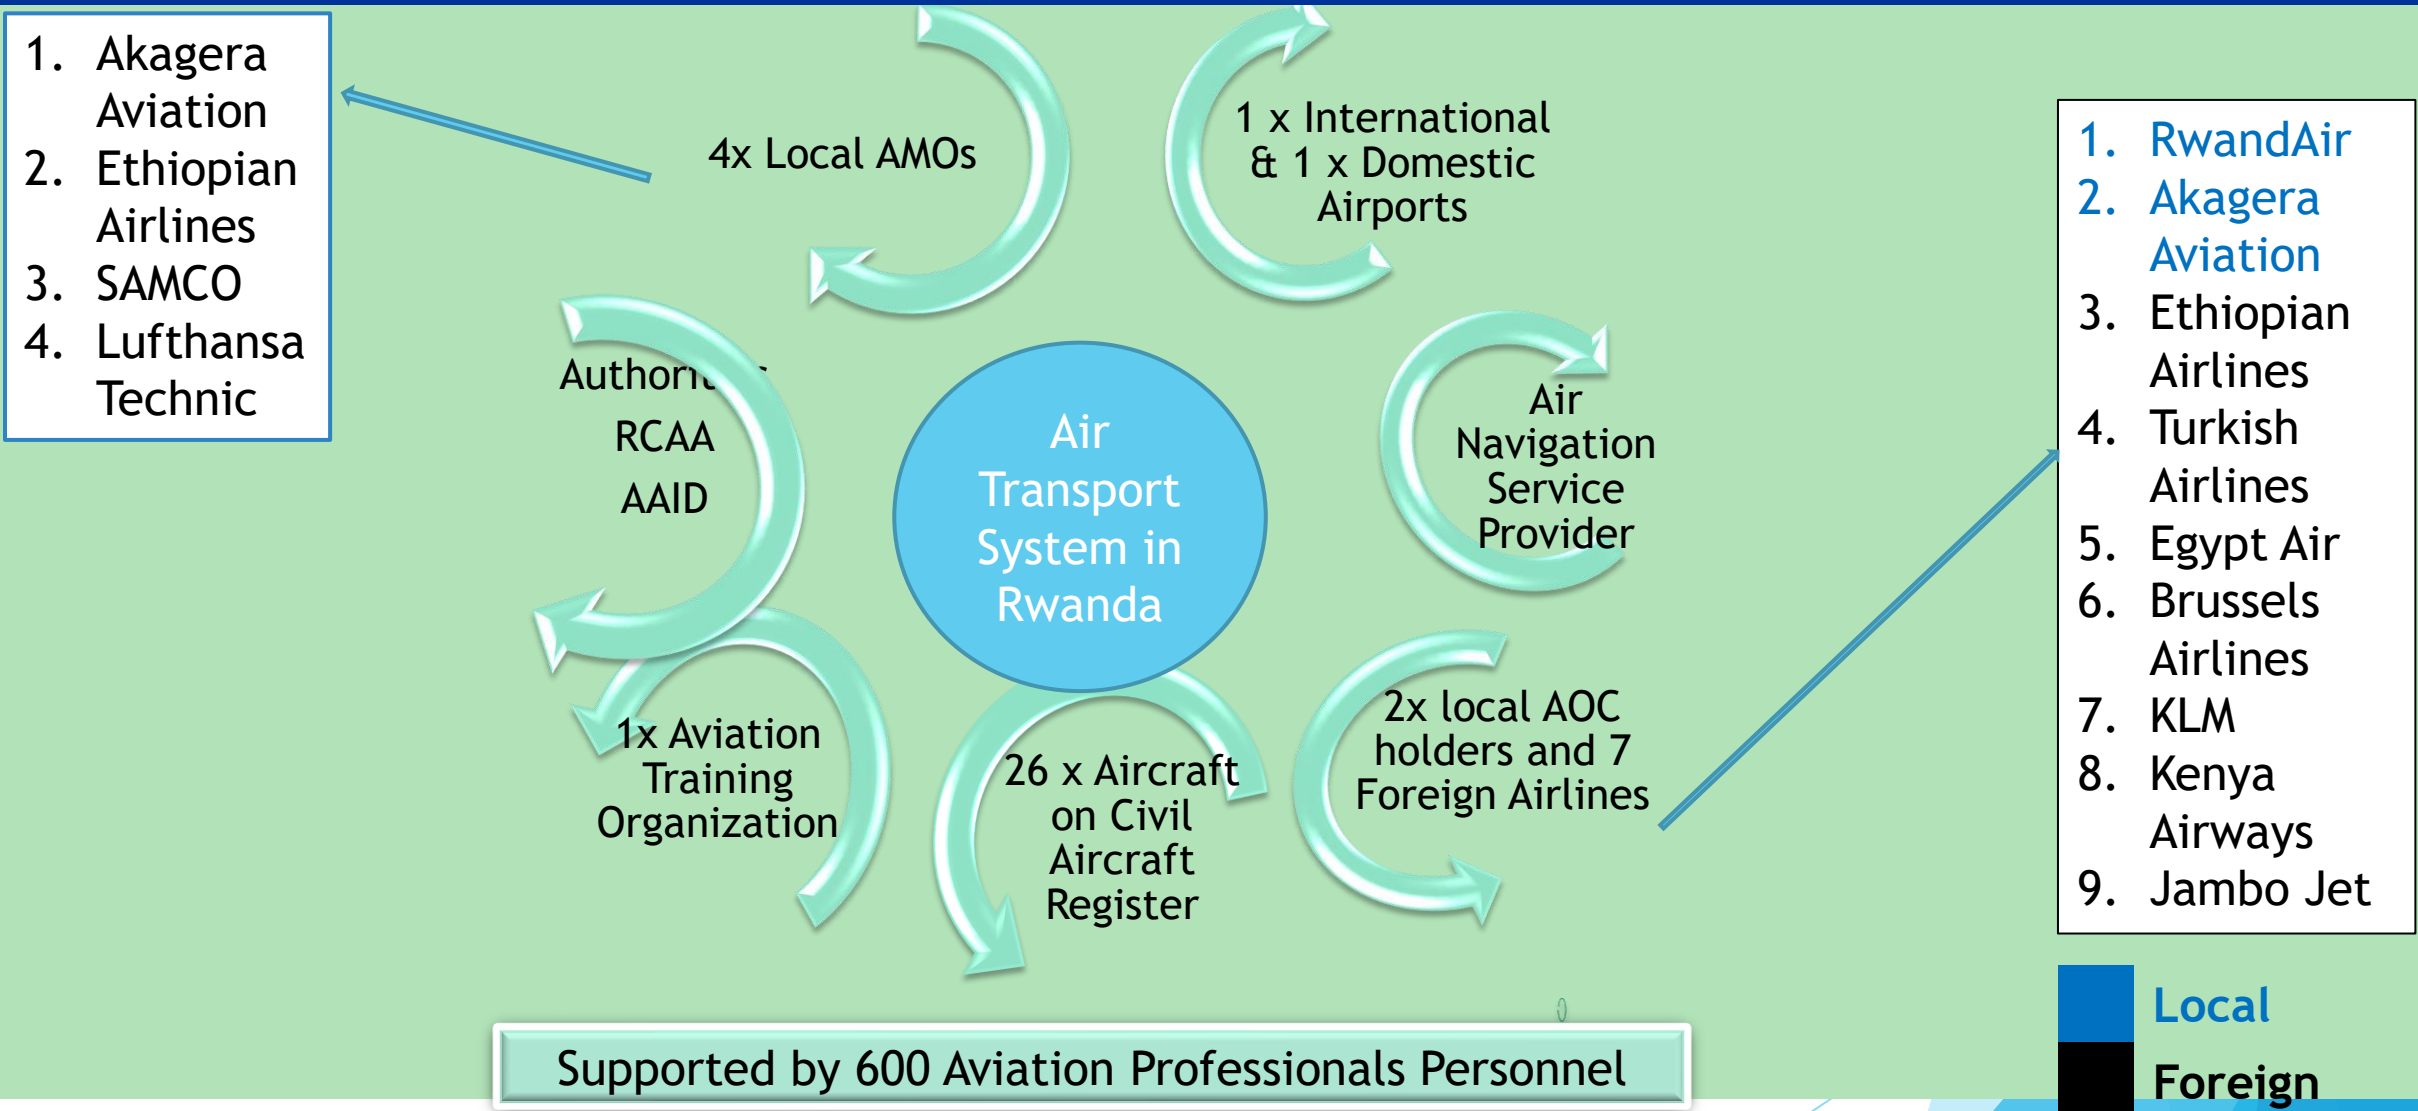 1. Akagera
Aviation
2. Ethiopian
Airlines
3. SAMCO
4. Lufthansa
Technic
4x Local AMOs
1 x International
& 1 x Domestic
Airports
Authorit
RCAA
AAID
Air
Transport
System in
Rwanda
Air
Navigation
Service
Provider
1x Aviation
Training
Organization
26 x Aircraft
on Civil
Aircraft
Register
2x local AOC
holders and 7
Foreign Airlines
1. RwandAir
2. Akagera
Aviation
3. Ethiopian
Airlines
4. Turkish
Airlines
5. Egypt Air
6. Brussels
Airlines
7. KLM
8. Kenya
Airways
9. Jambo Jet
Local
Foreign
Supported by 600 Aviation Professionals Personnel